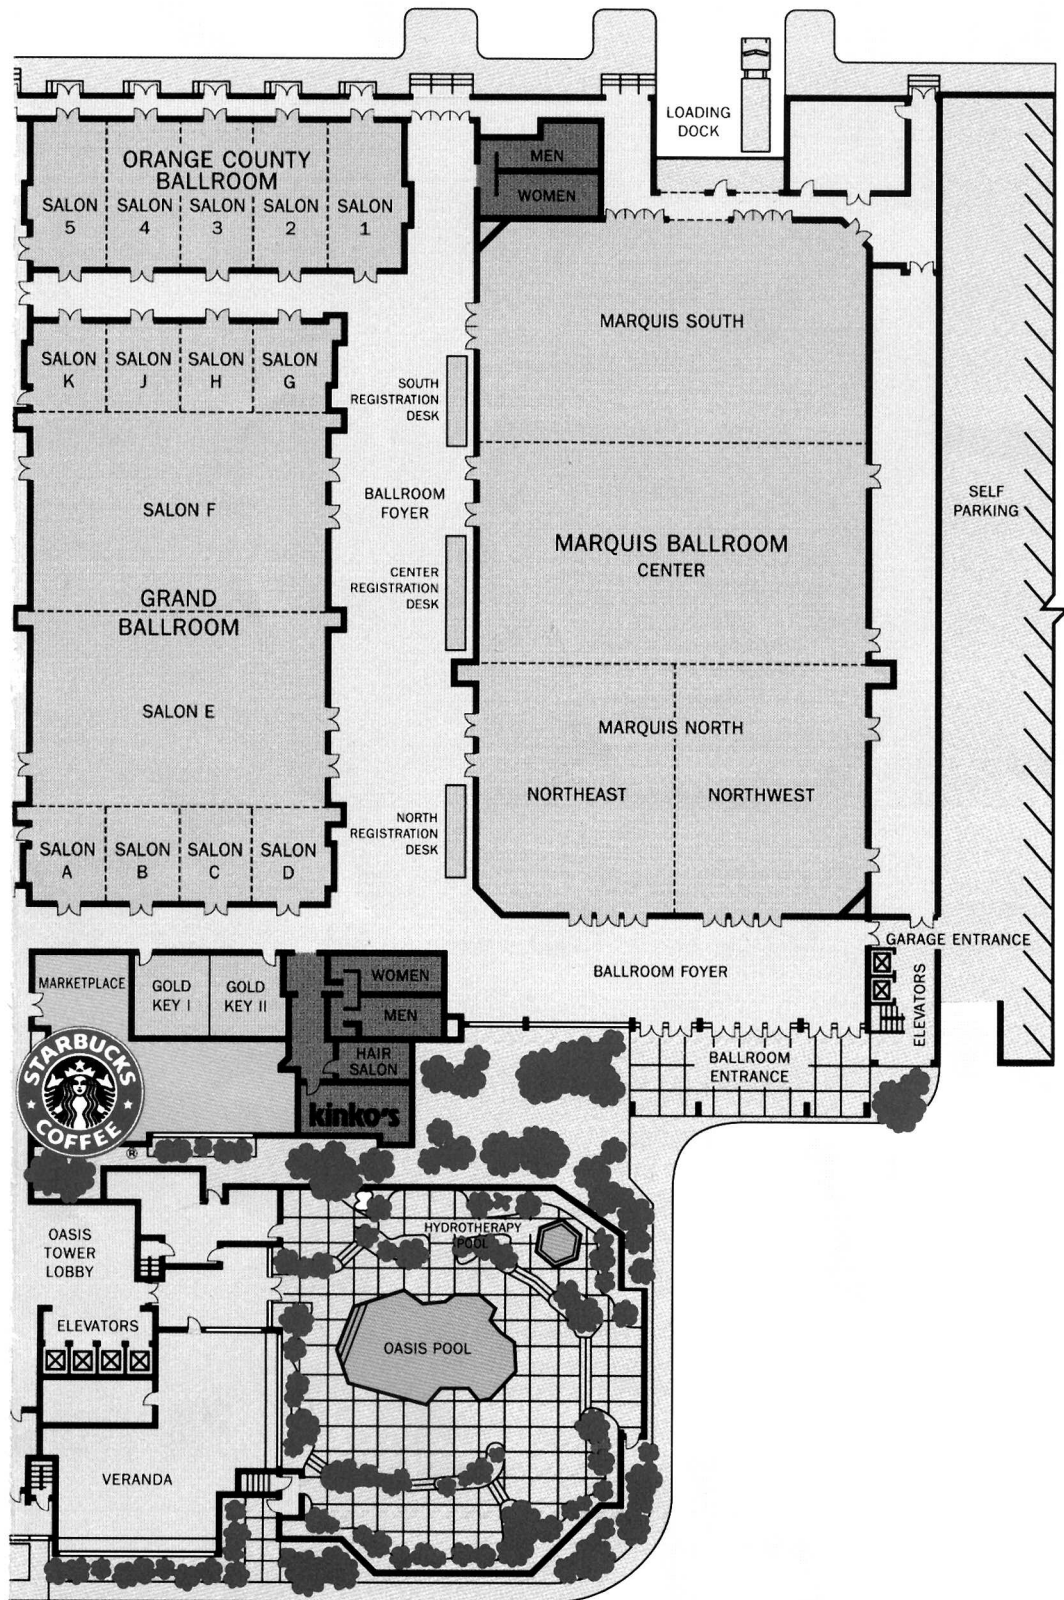 LOADING
DOCK
MEN
WOMEN
ORANGE COUNTY
BALLROOM
SALON
5
SALON
4
SALON
3
SALON
2
SALON
1
MARQUIS SOUTH
SALON
K
SALON
J
SALON
H
SALON
G
SOUTH
REGISTRATION
DESK
SALON F
BALLROOM
FOYER
SELF
PARKING
MARQUIS BALLROOM
CENTER
CENTER
REGISTRATION
DESK
GRAND
BALLROOM
SALON E
MARQUIS NORTH
NORTHEAST
NORTHWEST
NORTH
REGISTRATION
DESK
SALON
A
SALON
B
SALON
C
SALON
D
GARAGE ENTRANCE
ELEVATORS
BALLROOM FOYER
MARKETPLACE
GOLD
KEY I
GOLD
KEY II
WOMEN
MEN
HAIR
SALON
kinko's
BALLROOM
ENTRANCE
STARBUCKS
COFFEE
®
OASIS
TOWER
LOBBY
HYDROTHERAPY
POOL
ELEVATORS
OASIS POOL
VERANDA